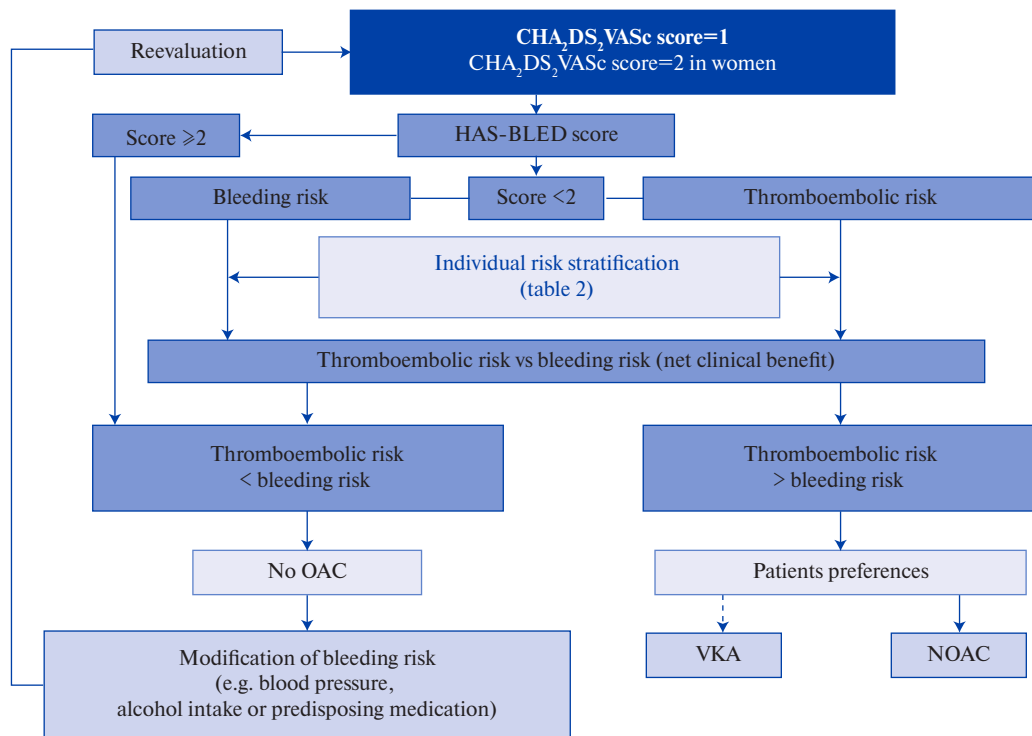 Reevaluation
CHA₂DS₂VASc score=1
CHA₂DS₂VASc score=2 in women
Score ⩾2
HAS-BLED score
Bleeding risk
Score <2
Thromboembolic risk
Individual risk stratification
(table 2)
Thromboembolic risk vs bleeding risk (net clinical benefit)
Thromboembolic risk
< bleeding risk
Thromboembolic risk
> bleeding risk
No OAC
Patients preferences
Modification of bleeding risk
(e.g. blood pressure,
alcohol intake or predisposing medication)
VKA
NOAC